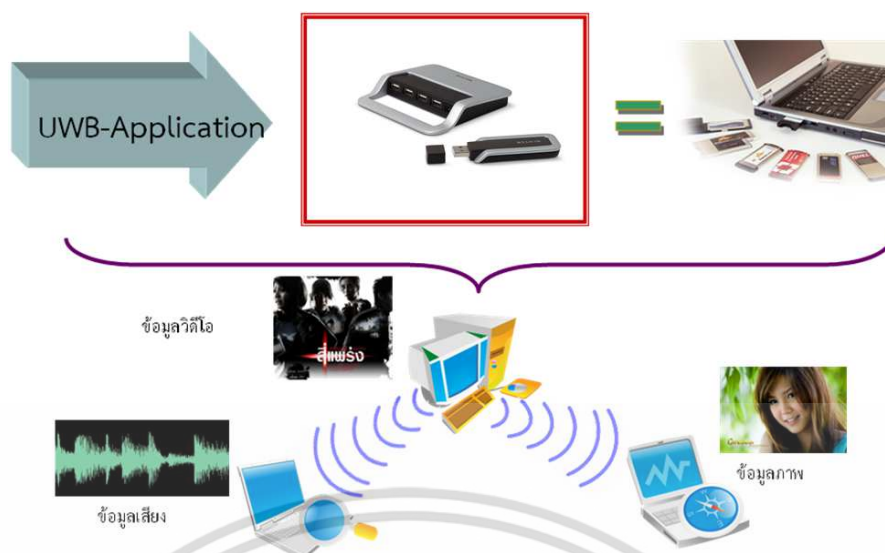 UWB-Application
ข้อมูลวิดีโอ
สี่แพร่ง
ข้อมูลภาพ
ข้อมูลเสียง